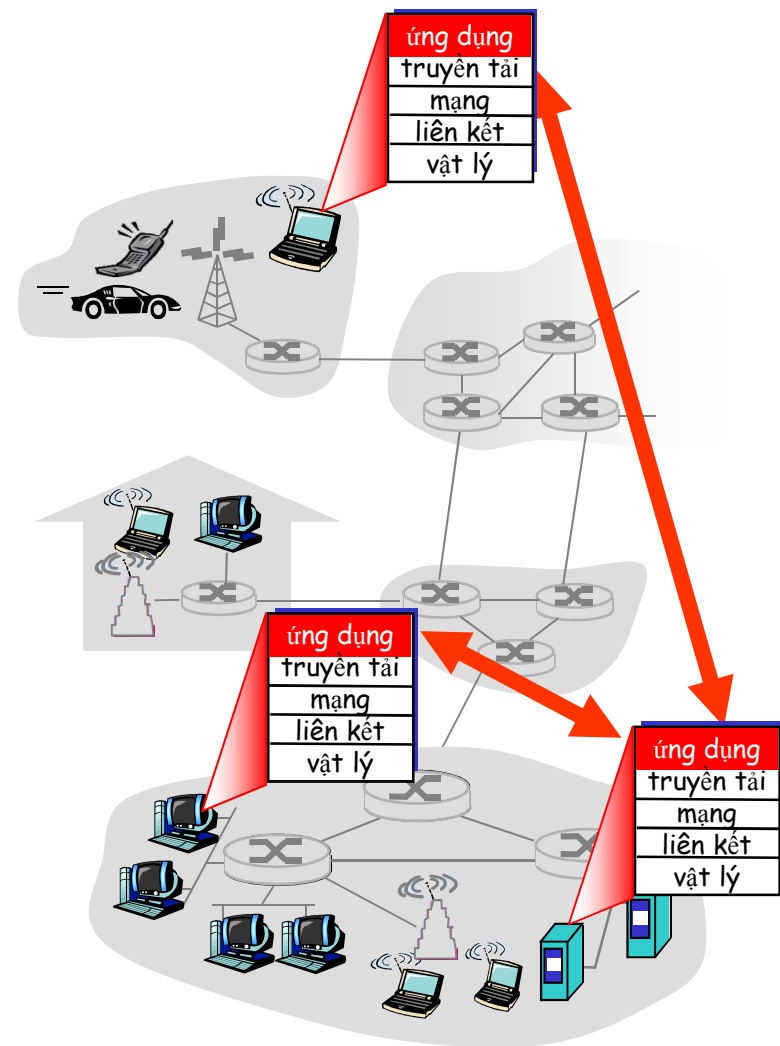 ứng dụng
truyền tải
mạng
liên kết
vật lý
ứng dụng
truyền tải
mạng
liên kết
vật lý
ứng dụng
truyền tải
mạng
liên kết
vật lý